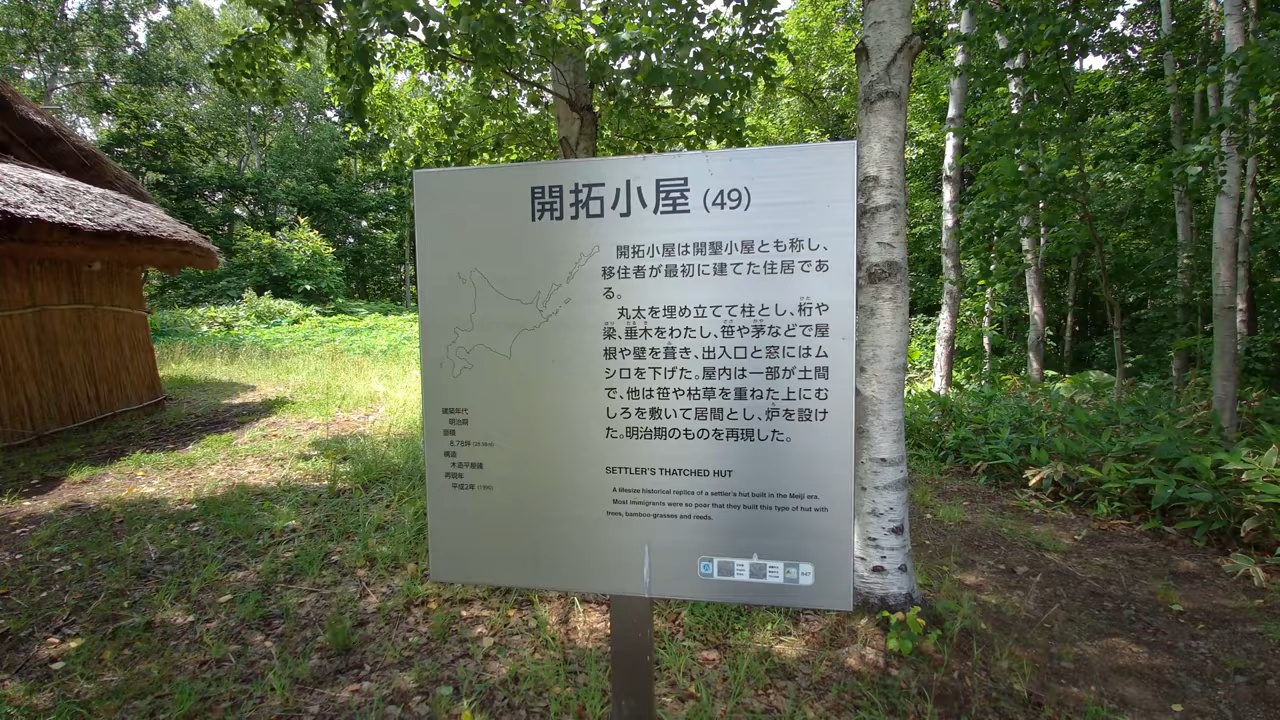 開拓小屋 (49)
開拓小屋は開墾小屋とも称し、
移住者が最初に建てた住居であ
る。
丸太を埋め立てて柱とし、桁や
梁、垂木をわたし、笹や茅などで屋
根や壁を葺き、出入口と窓にはム
シロを下げた。屋内は一部が土間
で、他は笹や枯草を重ねた上にむ
しろを敷いて居間とし、炉を設け
た。明治期のものを再現した。
建築年代
明治期
面積
8.78坪
構造
木造平屋建
再現年
平成2年 (1990)
SETTLER'S THATCHED HUT
A lifesize historical replica of a settler's hut built in the Meiji era.
Most immigrants were so poor that they built this type of hut with
trees, bamboo-grasses and reeds.
847